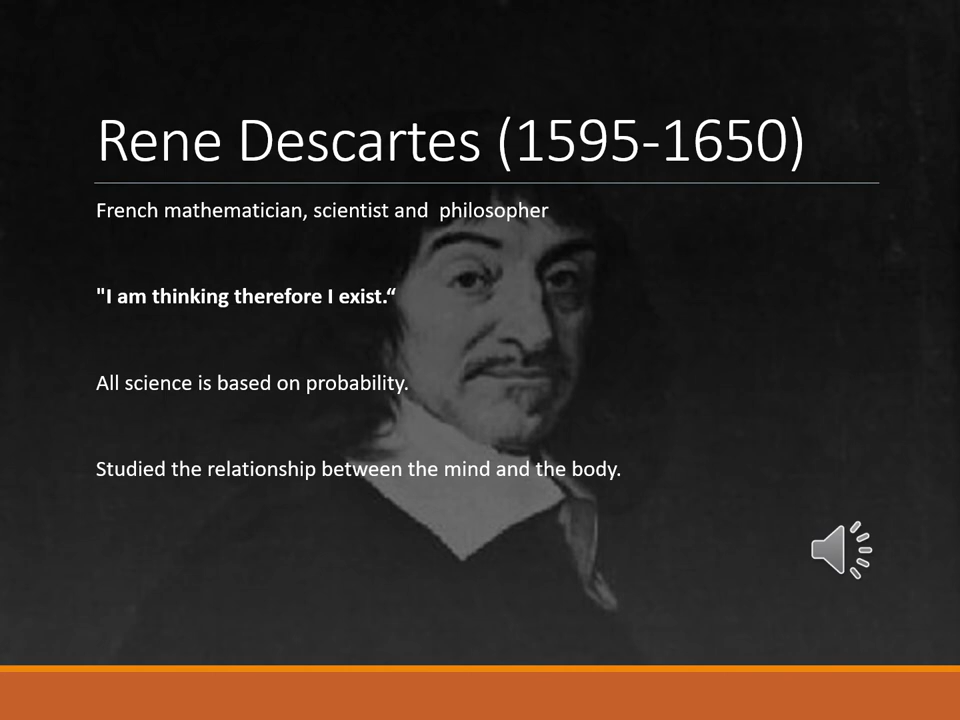 Rene Descartes (1595-1650)
French mathematician, scientist and  philosopher
"I am thinking therefore I exist.“
All science is based on probability.
Studied the relationship between the mind and the body.